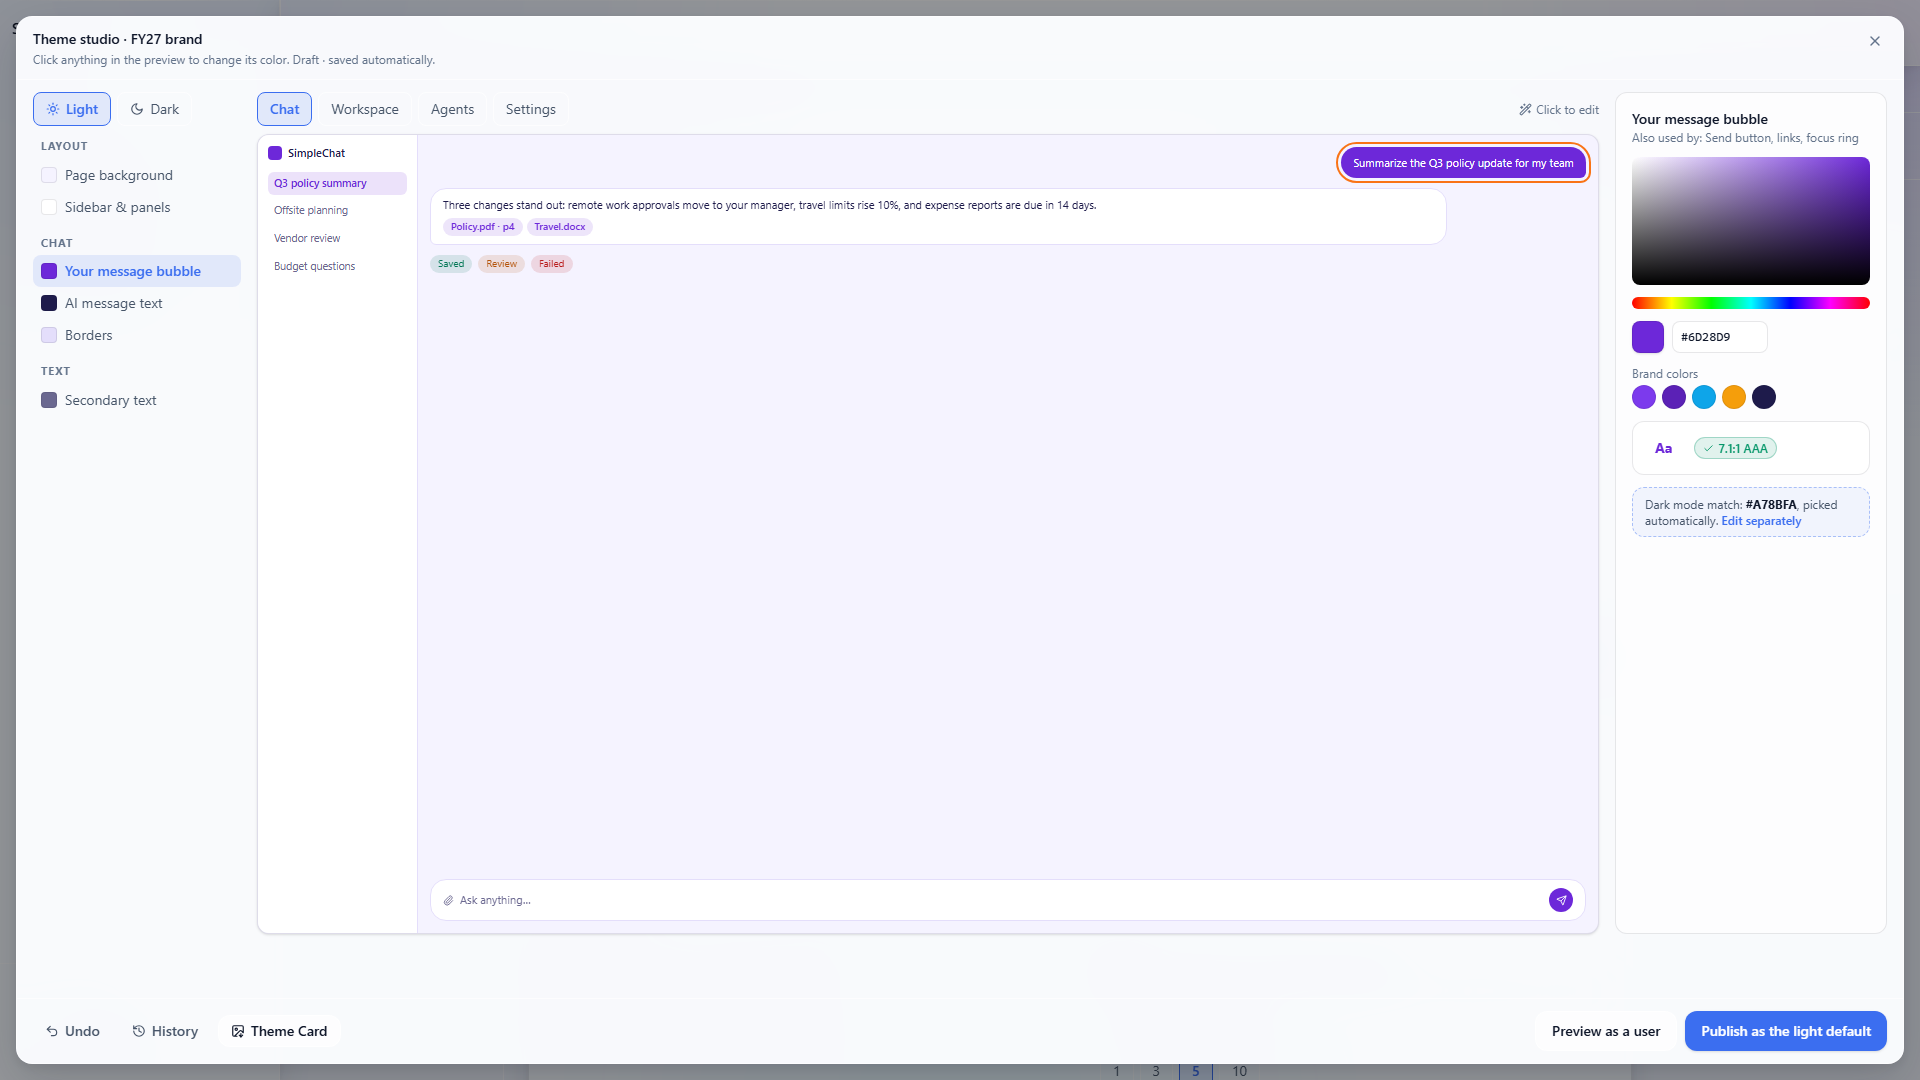 Theme studio · FY27 brand
Click anything in the preview to change its color. Draft · saved automatically.
Light
Dark
LAYOUT
Page background
Sidebar & panels
CHAT
Your message bubble
AI message text
Borders
TEXT
Secondary text
Chat
Workspace
Agents
Settings
Click to edit
SimpleChat
Q3 policy summary
Offsite planning
Vendor review
Budget questions
Summarize the Q3 policy update for my team
Three changes stand out: remote work approvals move to your manager, travel limits rise 10%, and expense reports are due in 14 days.
Policy.pdf · p4
Travel.docx
Saved
Review
Failed
Ask anything...
Your message bubble
Also used by: Send button, links, focus ring
#6D28D9
Brand colors
Aa
7.1:1 AAA
Dark mode match: #A78BFA, picked
automatically. Edit separately
Undo
History
Theme Card
Preview as a user
Publish as the light default
1 3 5 10